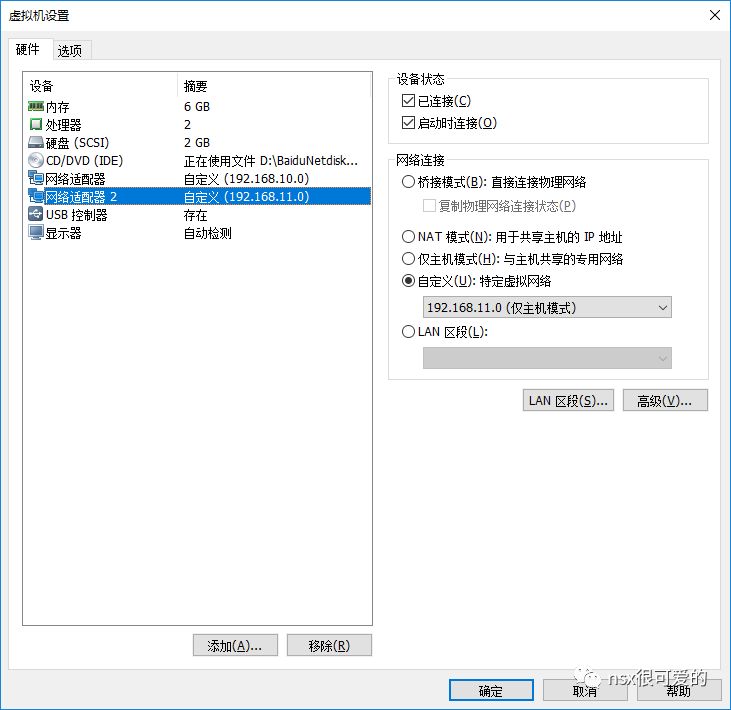 虚拟机设置
硬件 选项
设备 摘要
内存 6 GB
处理器 2
硬盘 (SCSI) 2 GB
CD/DVD (IDE) 正在使用文件 D:\BaiduNetdisk...
网络适配器 自定义 (192.168.10.0)
网络适配器 2 自定义 (192.168.11.0)
USB 控制器 存在
显示器 自动检测
添加(A)... 移除(R)
设备状态
已连接(C)
启动时连接(O)
网络连接
桥接模式(B): 直接连接物理网络
复制物理网络连接状态(P)
NAT 模式(N): 用于共享主机的 IP 地址
仅主机模式(H): 与主机共享的专用网络
自定义(U): 特定虚拟网络
192.168.11.0 (仅主机模式)
LAN 区段(L):
LAN 区段(S)... 高级(V)...
确定 取消 帮助
nsx很可爱的